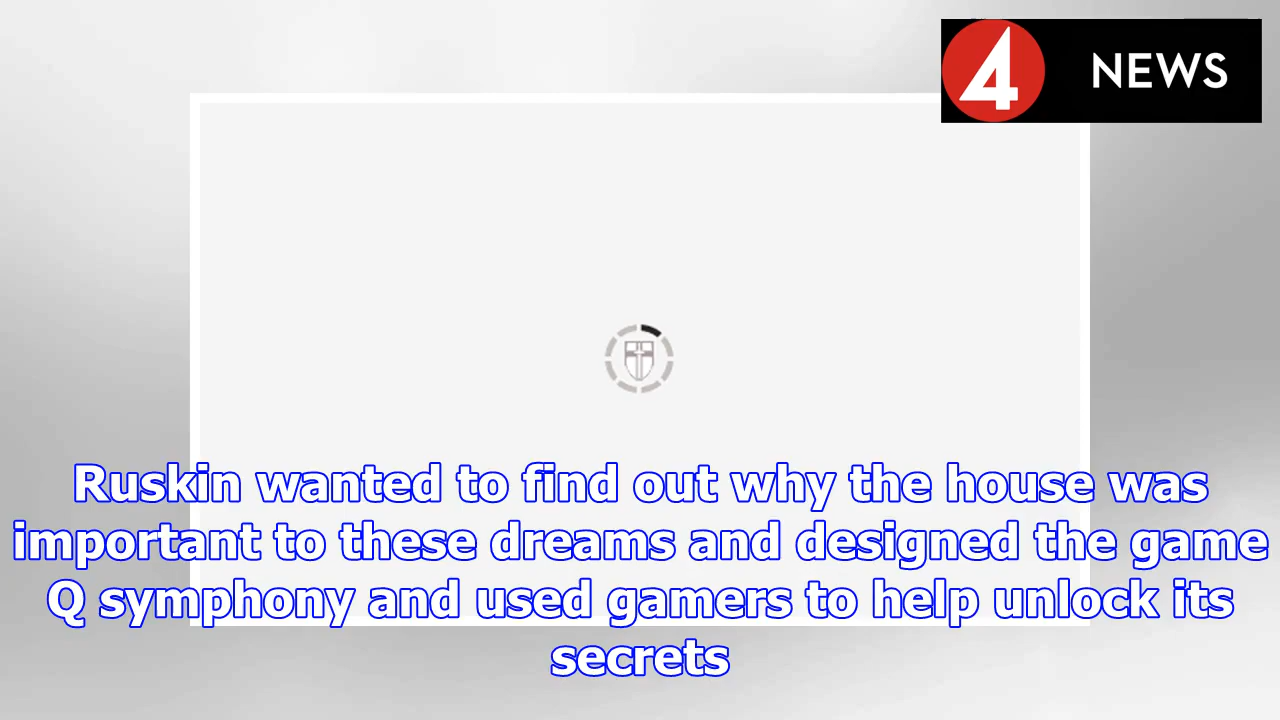 4 NEWS
Ruskin wanted to find out why the house was
important to these dreams and designed the game
Q symphony and used gamers to help unlock its
secrets